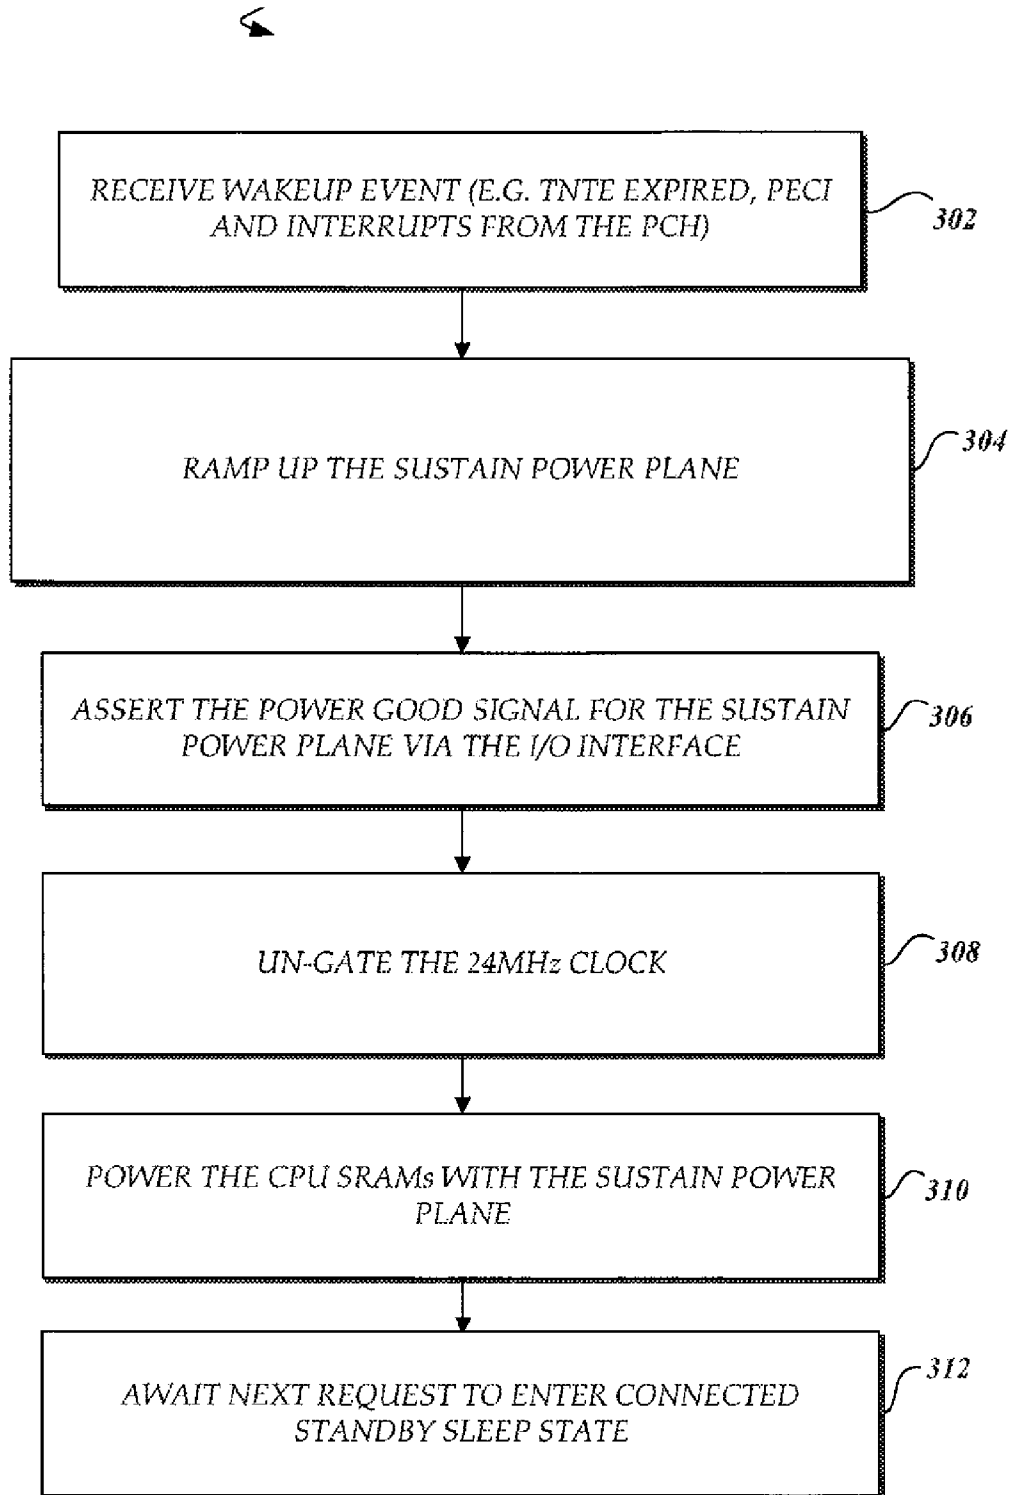 RECEIVE WAKEUP EVENT (E.G. TNTE EXPIRED, PECI
AND INTERRUPTS FROM THE PCH)
302
RAMP UP THE SUSTAIN POWER PLANE
304
ASSERT THE POWER GOOD SIGNAL FOR THE SUSTAIN
POWER PLANE VIA THE I/O INTERFACE
306
UN-GATE THE 24MHz CLOCK
308
POWER THE CPU SRAMs WITH THE SUSTAIN POWER
PLANE
310
AWAIT NEXT REQUEST TO ENTER CONNECTED
STANDBY SLEEP STATE
312